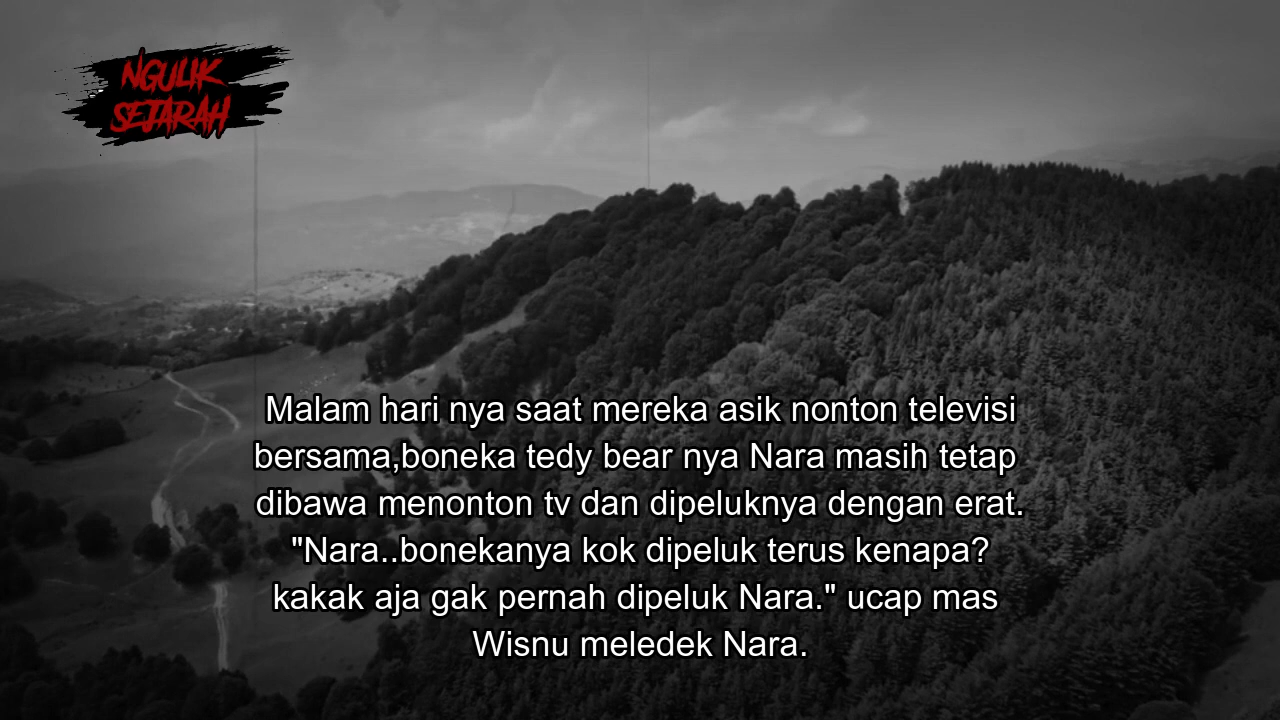 NGULIK
SEJARAH
Malam hari nya saat mereka asik nonton televisi
bersama,boneka tedy bear nya Nara masih tetap
dibawa menonton tv dan dipeluknya dengan erat.
"Nara..bonekanya kok dipeluk terus kenapa?
kakak aja gak pernah dipeluk Nara." ucap mas
Wisnu meledek Nara.